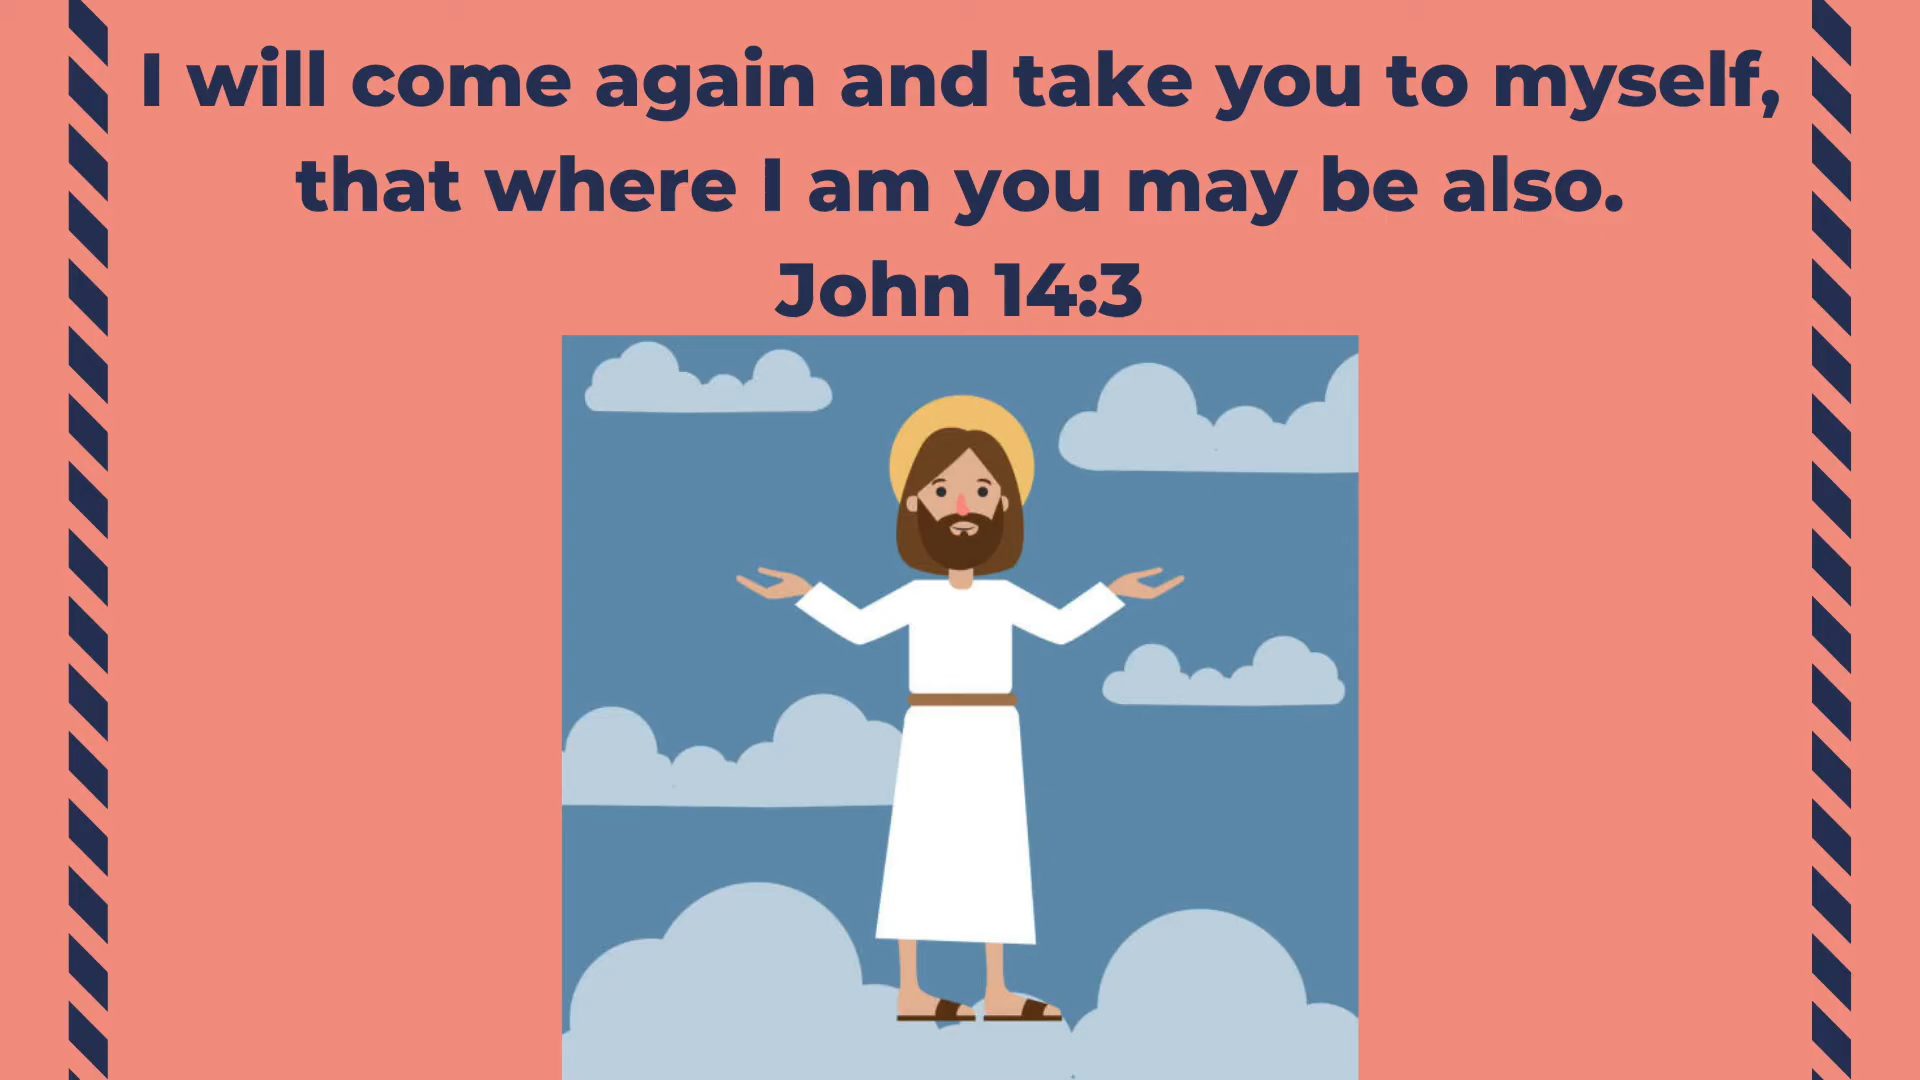 I will come again and take you to myself,
that where I am you may be also.
John 14:3